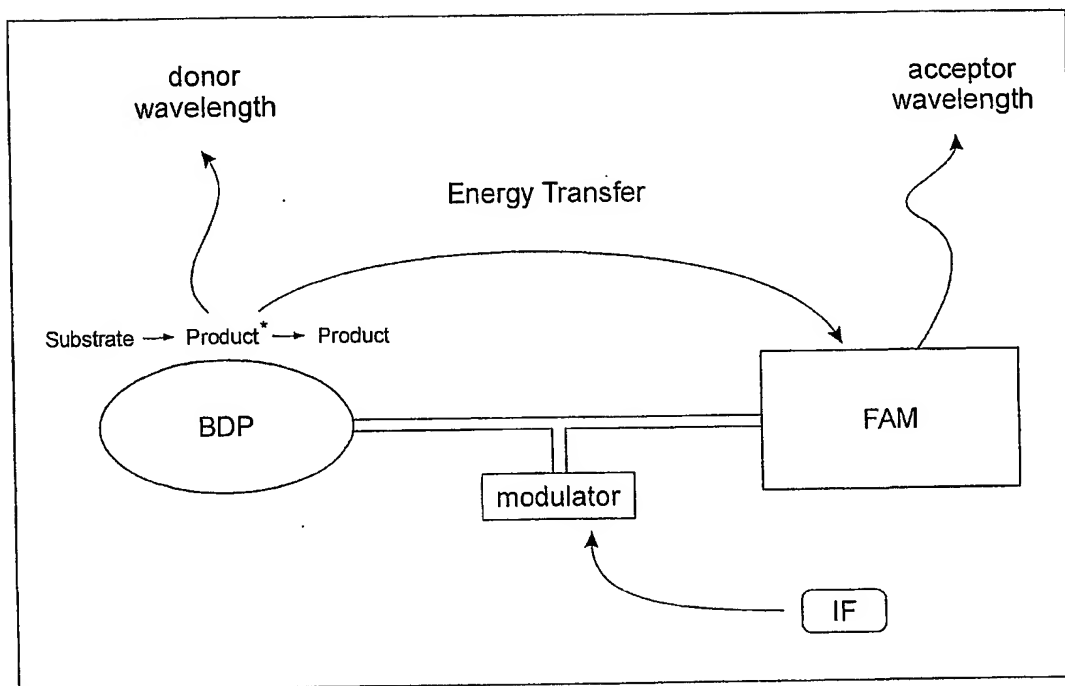 donor
wavelength
acceptor
wavelength
Energy Transfer
Substrate → Product* → Product
BDP
FAM
modulator
IF